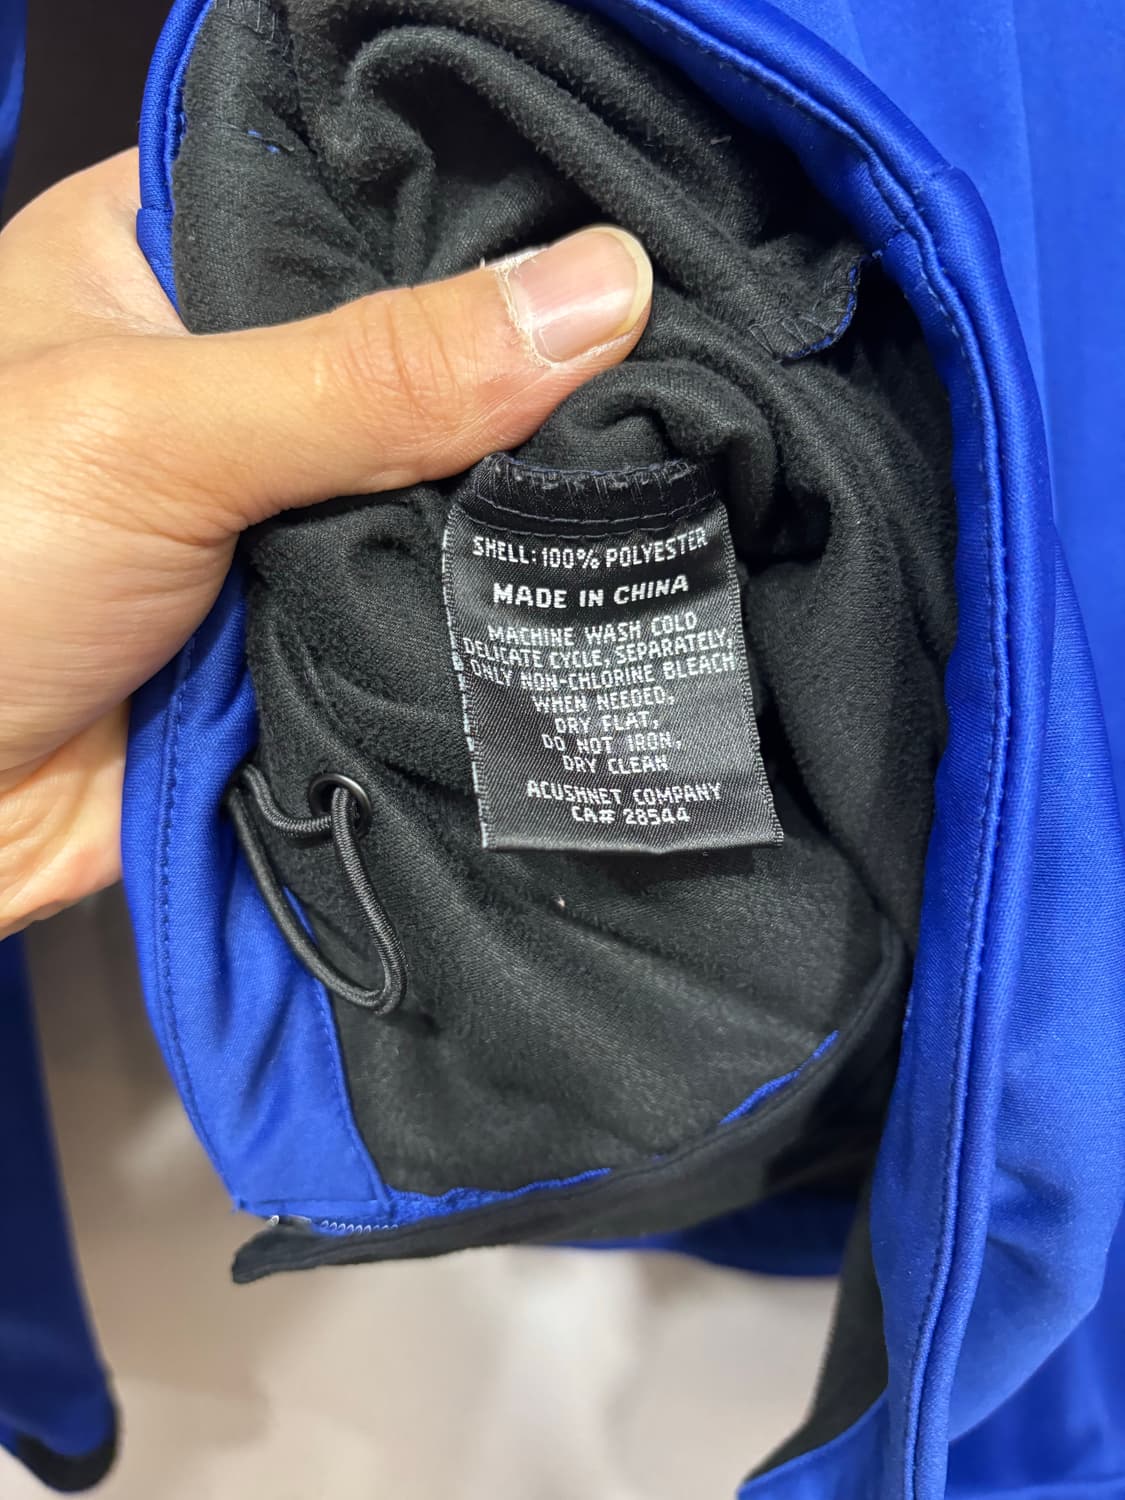 SHELL: 100% POLYESTER
MADE IN CHINA
MACHINE WASH COLD
DELICATE CYCLE, SEPARATELY,
ONLY NON-CHLORINE BLEACH
WHEN NEEDED,
DRY FLAT,
DO NOT IRON,
DRY CLEAN
ACUSHNET COMPANY
CA# 28544